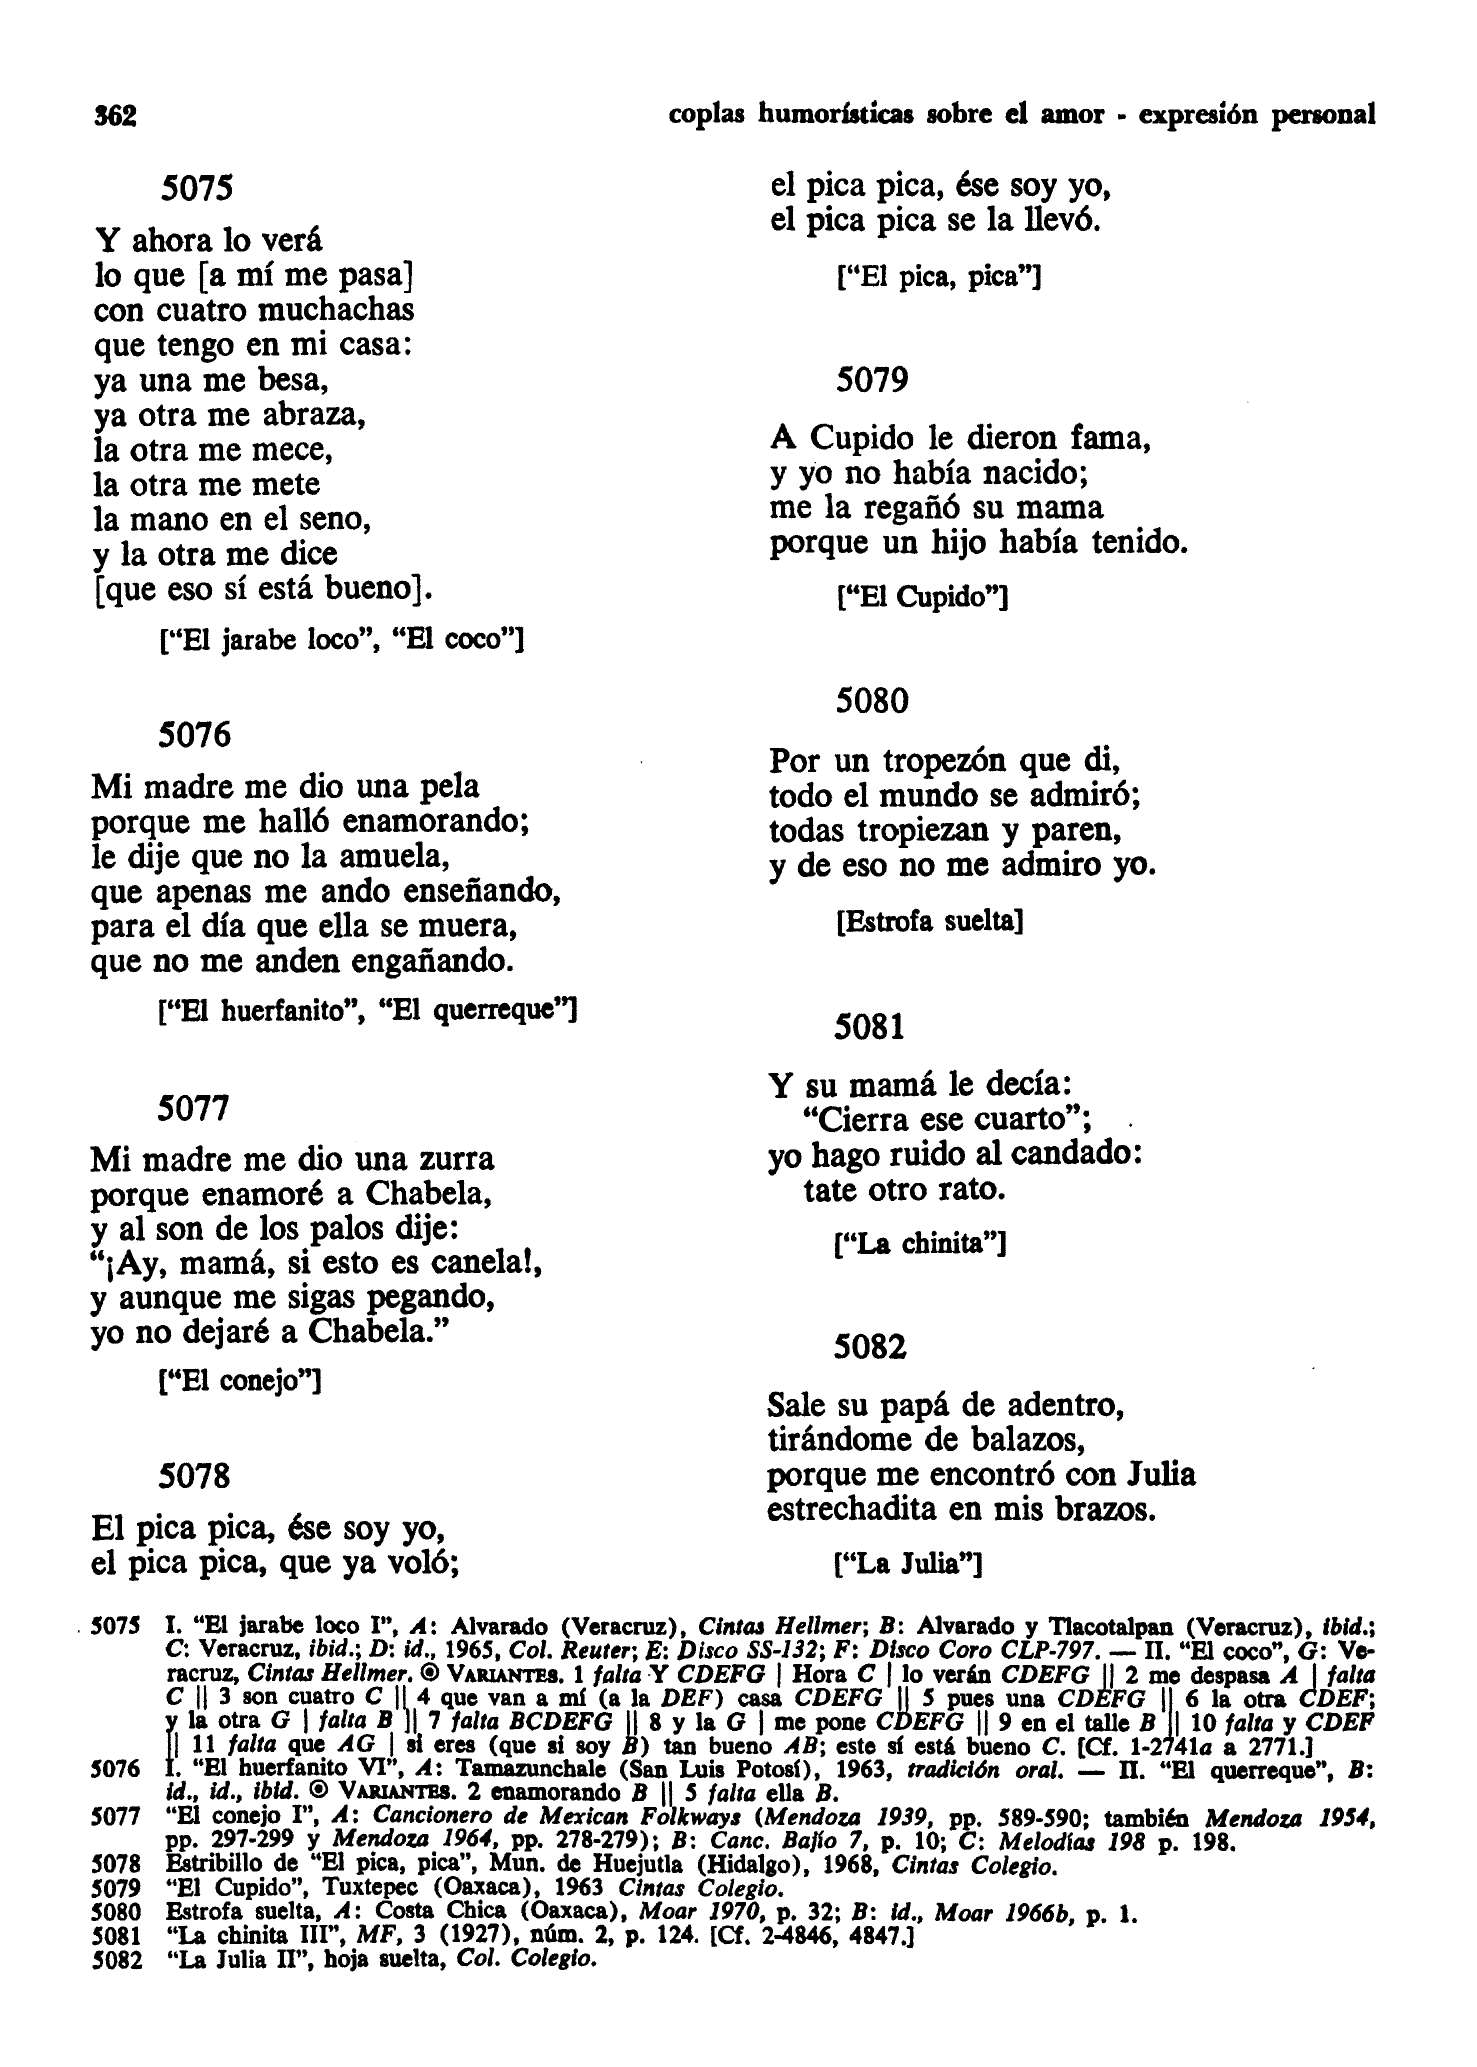 362
coplas humorísticas sobre el amor - expresión personal
5075
Y ahora lo verá
lo que [a mí me pasa]
con cuatro muchachas
que tengo en mi casa:
ya una me besa,
ya otra me abraza,
la otra me mece,
la otra me mete
la mano en el seno,
y la otra me dice
[que eso sí está bueno].
["El jarabe loco", "El coco"]
5076
Mi madre me dio una pela
porque me halló enamorando;
le dije que no la amuela,
que apenas me ando enseñando,
para el día que ella se muera,
que no me anden engañando.
["El huerfanito", "El querreque"]
5077
Mi madre me dio una zurra
porque enamoré a Chabela,
y al son de los palos dije:
"¡Ay, mamá, si esto es canela!,
y aunque me sigas pegando,
yo no dejaré a Chabela."
["El conejo"]
5078
El pica pica, ése soy yo,
el pica pica, que ya voló;
el pica pica, ése soy yo,
el pica pica se la llevó.
["El pica, pica"]
5079
A Cupido le dieron fama,
y yo no había nacido;
me la regañó su mama
porque un hijo había tenido.
["El Cupido"]
5080
Por un tropezón que di,
todo el mundo se admiró;
todas tropiezan y paren,
y de eso no me admiro yo.
[Estrofa suelta]
5081
Y su mamá le decía:
"Cierra ese cuarto";
yo hago ruido al candado:
tate otro rato.
["La chinita"]
5082
Sale su papá de adentro,
tirándome de balazos,
porque me encontró con Julia
estrechadita en mis brazos.
["La Julia"]
5075 I. "El jarabe loco I", A: Alvarado (Veracruz), Cintas Hellmer; B: Alvarado y Tlacotalpan (Veracruz), ibid.;
C: Veracruz, ibid.; D: id., 1965, Col. Reuter; E: Disco SS-132; F: Disco Coro CLP-797. — II. "El coco", G: Ve-
racruz, Cintas Hellmer. ® VARIANTES. 1 falta Y CDEFG | Hora C | lo verán CDEFG || 2 me despasa A | falta
C || 3 son cuatro C || 4 que van a mí (a la DEF) casa CDEFG || 5 pues una CDEFG || 6 la otra CDEF;
y la otra G | falta B || 7 falta BCDEFG || 8 y la G | me pone CDEFG || 9 en el talle B || 10 falta y CDEF
|| 11 falta que AG | si eres (que si soy B) tan bueno AB; este sí está bueno C. [Cf. 1-2741a a 2771.]
5076 I. "El huerfanito VI", A: Tamazunchale (San Luis Potosí), 1963, tradición oral. — II. "El querreque", B:
id., id., ibid. ® VARIANTES. 2 enamorando B || 5 falta ella B.
5077 "El conejo I", A: Cancionero de Mexican Folkways (Mendoza 1939, pp. 589-590; también Mendoza 1954,
pp. 297-299 y Mendoza 1964, pp. 278-279); B: Canc. Bajío 7, p. 10; C: Melodías 198 p. 198.
5078 Estribillo de "El pica, pica", Mun. de Huejutla (Hidalgo), 1968, Cintas Colegio.
5079 "El Cupido", Tuxtepec (Oaxaca), 1963 Cintas Colegio.
5080 Estrofa suelta, A: Costa Chica (Oaxaca), Moar 1970, p. 32; B: id., Moar 1966b, p. 1.
5081 "La chinita III", MF, 3 (1927), núm. 2, p. 124. [Cf. 2-4846, 4847.]
5082 "La Julia II", hoja suelta, Col. Colegio.